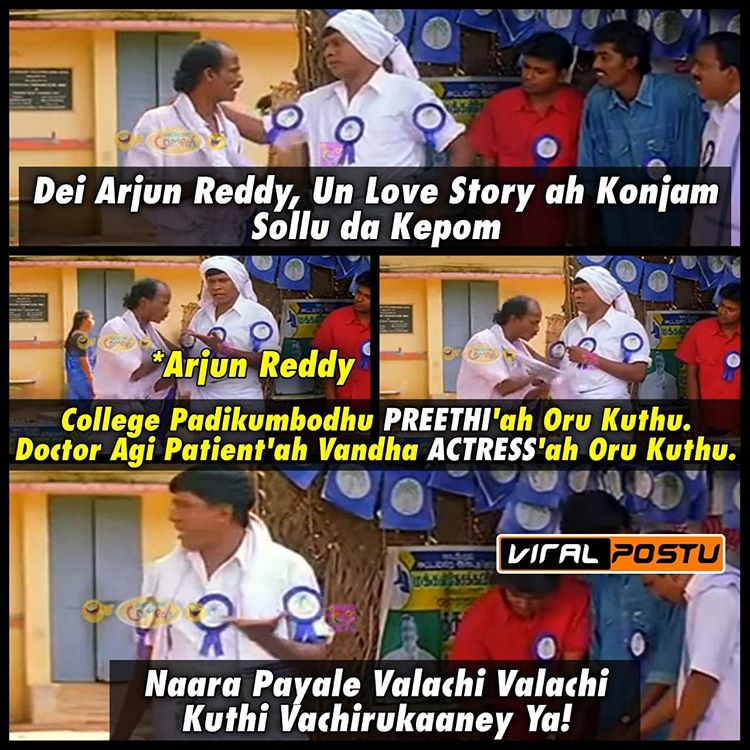 Dei Arjun Reddy, Un Love Story ah Konjam
Sollu da Kepom
*Arjun Reddy
College Padikumbodhu PREETHI'ah Oru Kuthu.
Doctor Agi Patient'ah Vandha ACTRESS'ah Oru Kuthu.
VIRAL POSTU
Comedy
Naara Payale Valachi Valachi
Kuthi Vachirukaaney Ya!